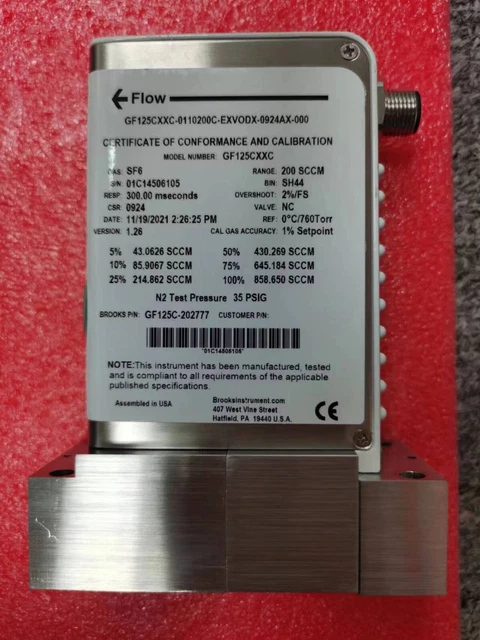 ←Flow
GF125CXXC-0110200C-EXVODX-0924AX-000
CERTIFICATE OF CONFORMANCE AND CALIBRATION
MODEL NUMBER: GF125CXXC
GAS: SF6 RANGE: 200 SCCM
S/N: 01C14506105 BIN: SH44
RESP: 300.00 mseconds OVERSHOOT: 2%/FS
CSR: 0924 VALVE: NC
DATE: 11/19/2021 2:26:25 PM REF: 0°C/760Torr
VERSION: 1.26 CAL GAS ACCURACY: 1% Setpoint
5% 43.0626 SCCM 50% 430.269 SCCM
10% 85.9067 SCCM 75% 645.184 SCCM
25% 214.862 SCCM 100% 858.650 SCCM
N2 Test Pressure 35 PSIG
BROOKS P/N: GF125C-202777 CUSTOMER P/N:
*01C14506105*
NOTE:This instrument has been manufactured, tested
and is compliant to all requirements of the applicable
published specifications.
Assembled in USA
Brooksinstrument.com
407 West Vine Street
Hatfield, PA 19440 U.S.A.
CE